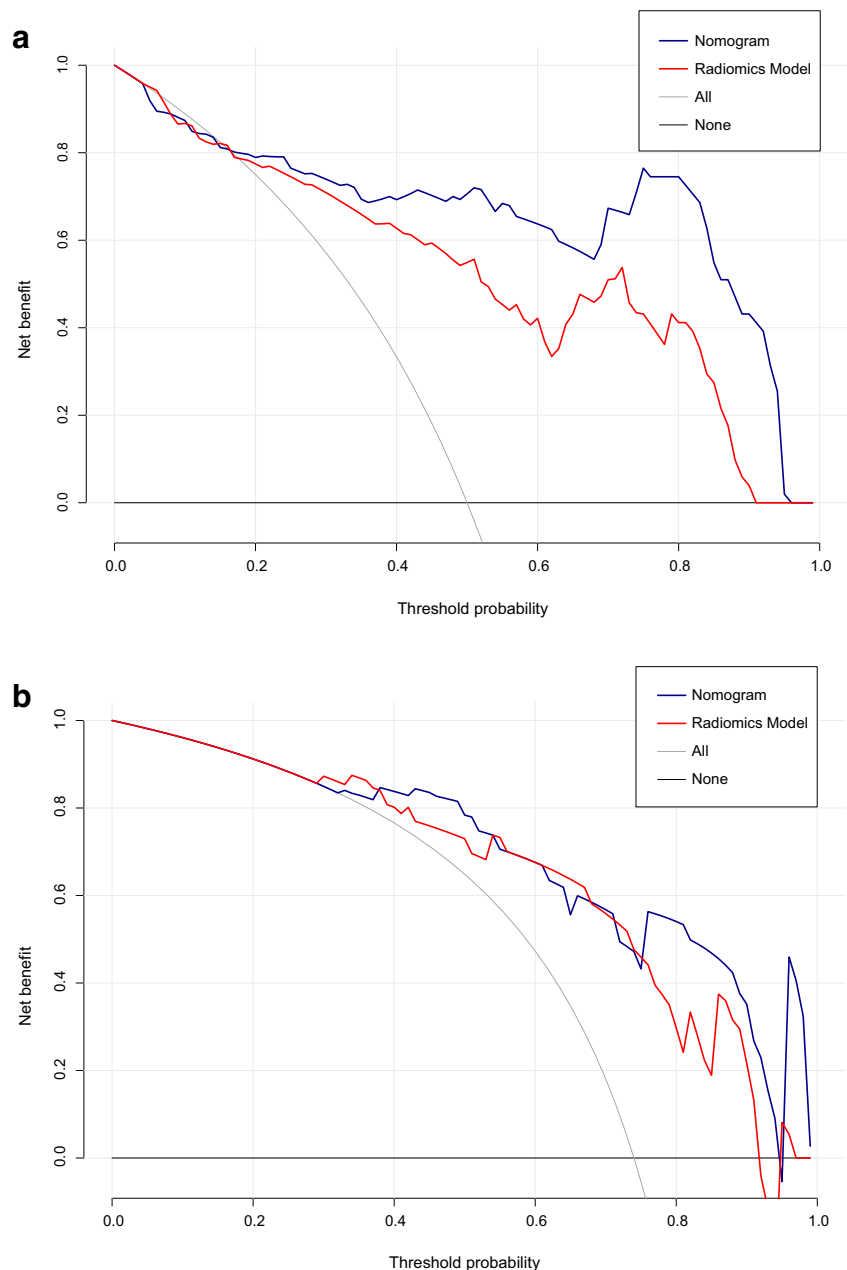 a
Nomogram
Radiomics Model
All
None
1.0
0.8
0.6
0.4
0.2
0.0
Net benefit
0.0 0.2 0.4 0.6 0.8 1.0
Threshold probability
b
Nomogram
Radiomics Model
All
None
1.0
0.8
0.6
0.4
0.2
0.0
Net benefit
0.0 0.2 0.4 0.6 0.8 1.0
Threshold probability